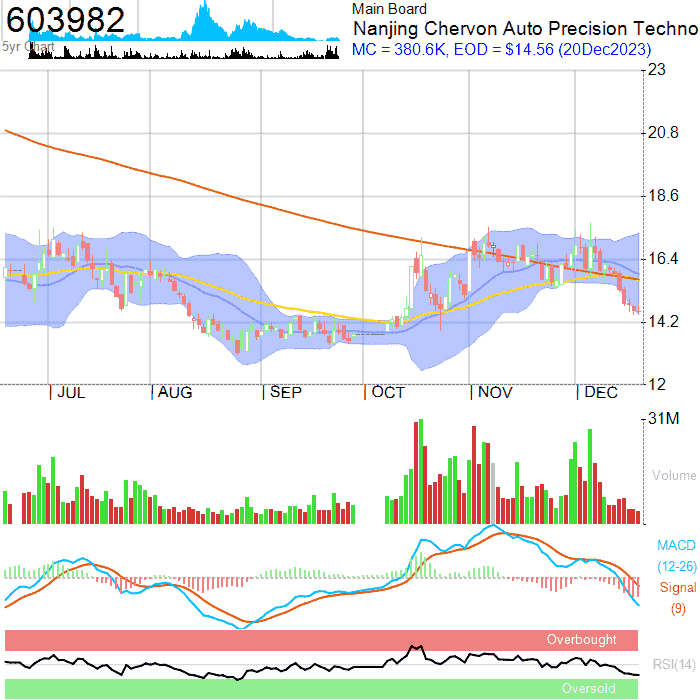 603982
5yr Chart
Main Board
Nanjing Chervon Auto Precision Techno
MC = 380.6K, EOD = $14.56 (20Dec2023)
23
20.8
18.6
16.4
14.2
12
JUL
AUG
SEP
OCT
NOV
DEC
31M
Volume
MACD
(12-26)
Signal
(9)
Overbought
RSI(14)
Oversold